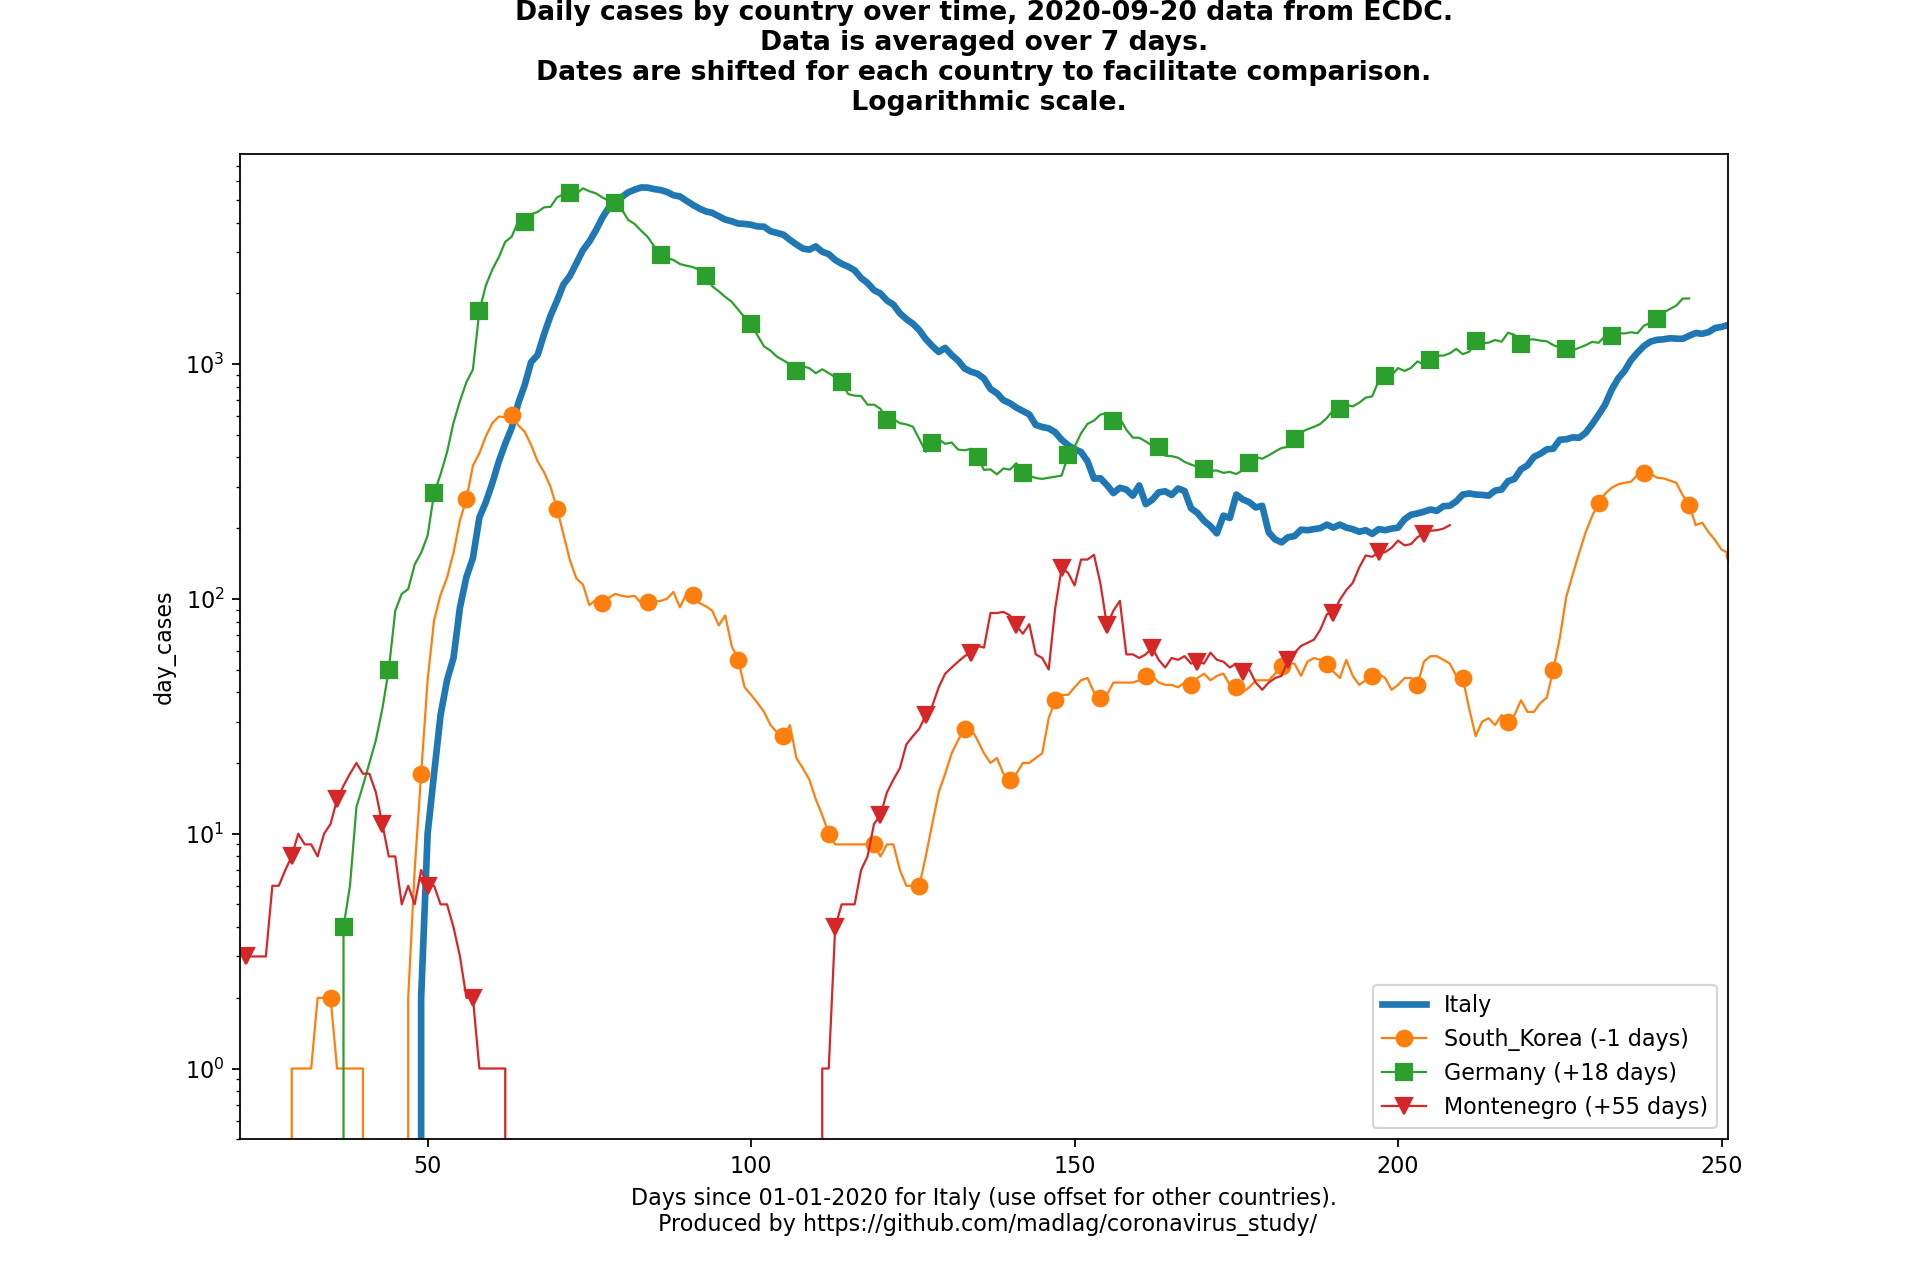 Daily cases by country over time, 2020-09-20 data from ECDC.
Data is averaged over 7 days.
Dates are shifted for each country to facilitate comparison.
Logarithmic scale.
day_cases
10³
10²
10¹
10⁰
50
100
150
200
250
Italy
South_Korea (-1 days)
Germany (+18 days)
Montenegro (+55 days)
Days since 01-01-2020 for Italy (use offset for other countries).
Produced by https://github.com/madlag/coronavirus_study/